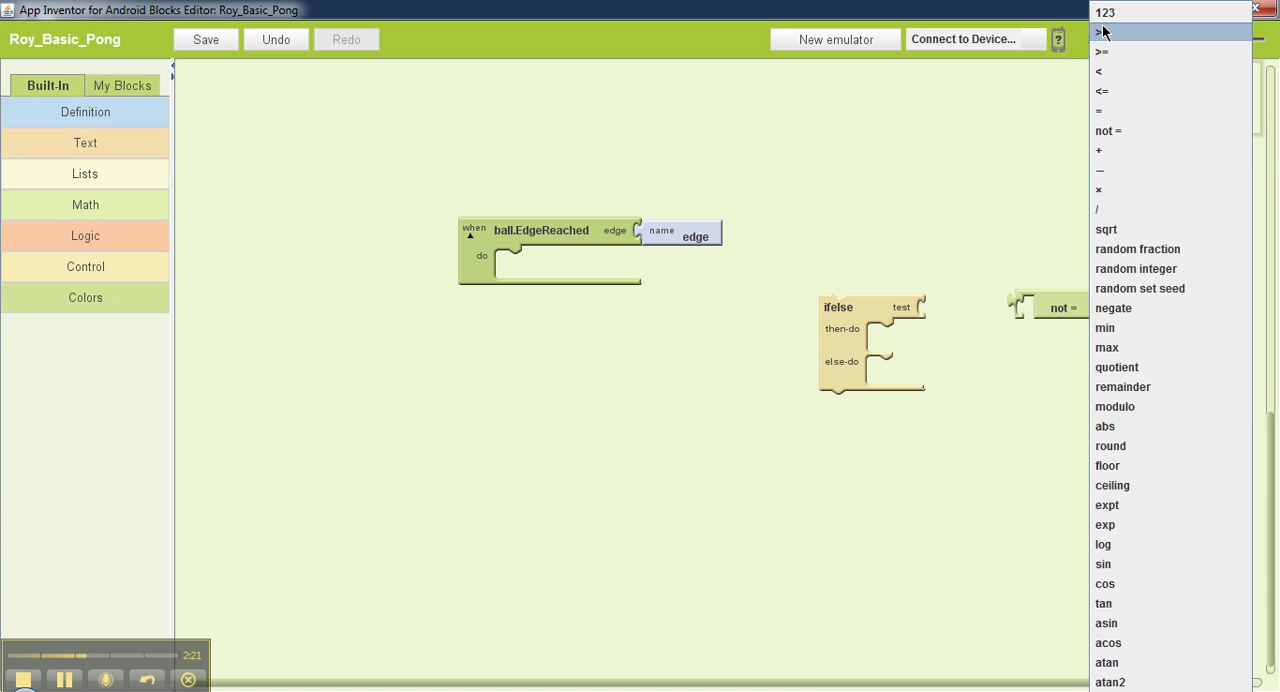 App Inventor for Android Blocks Editor: Roy_Basic_Pong
Roy_Basic_Pong
Save
Undo
Redo
New emulator
Connect to Device...
?
Built-In
My Blocks
Definition
Text
Lists
Math
Logic
Control
Colors
when ball.EdgeReached edge name edge
do
ifelse test
then-do
else-do
not =
123
>
>=
<
<=
=
not =
+
–
×
/
sqrt
random fraction
random integer
random set seed
negate
min
max
quotient
remainder
modulo
abs
round
floor
ceiling
expt
exp
log
sin
cos
tan
asin
acos
atan
atan2
2:21